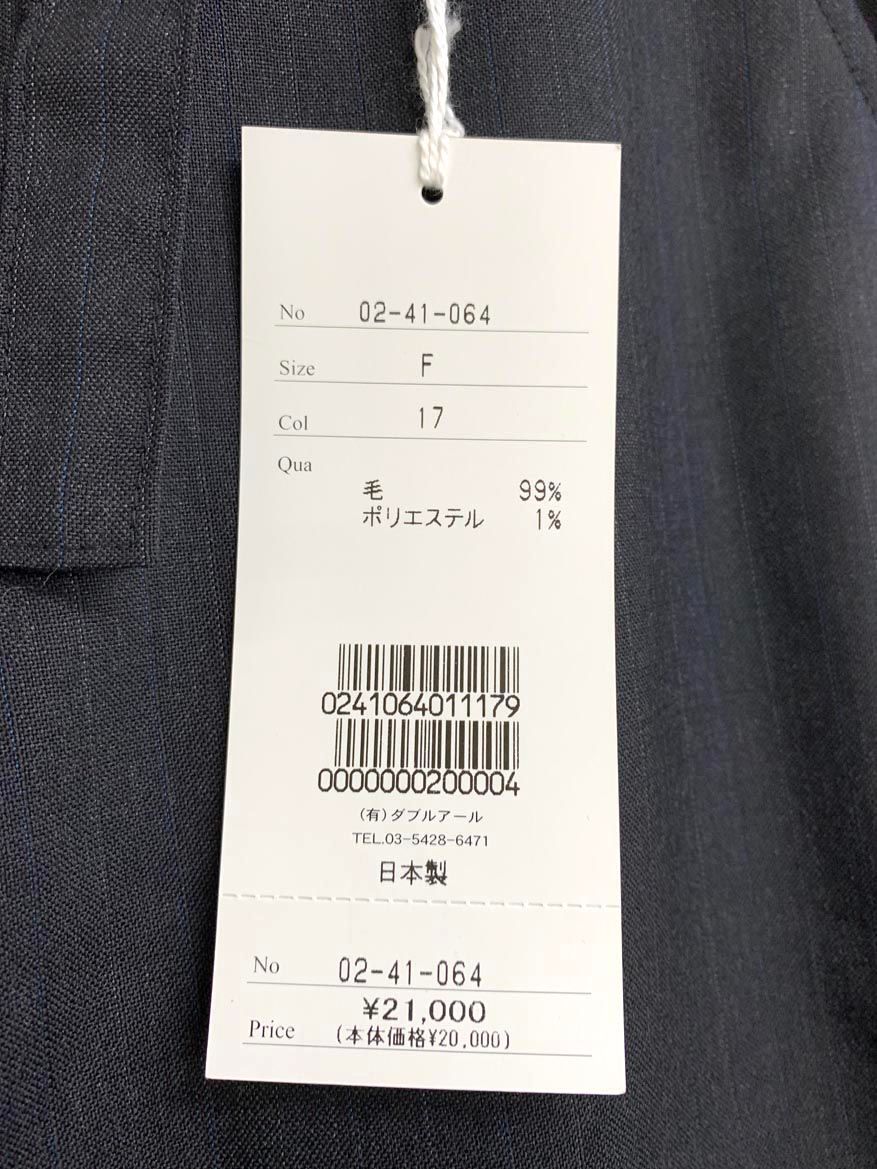 No 02-41-064
Size F
Col 17
Qua
毛 99%
ポリエステル 1%
0241064011179
0000000200004
(有)ダブルアール
TEL.03-5428-6471
日本製
No 02-41-064
¥21,000
Price (本体価格¥20,000)